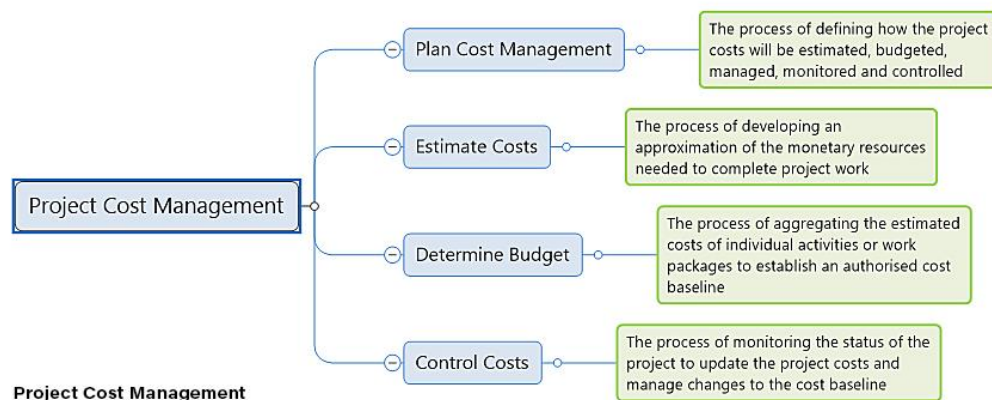 Project Cost Management
Plan Cost Management
The process of defining how the project
costs will be estimated, budgeted,
managed, monitored and controlled
Estimate Costs
The process of developing an
approximation of the monetary resources
needed to complete project work
Determine Budget
The process of aggregating the estimated
costs of individual activities or work
packages to establish an authorised cost
baseline
Control Costs
The process of monitoring the status of the
project to update the project costs and
manage changes to the cost baseline
Project Cost Management